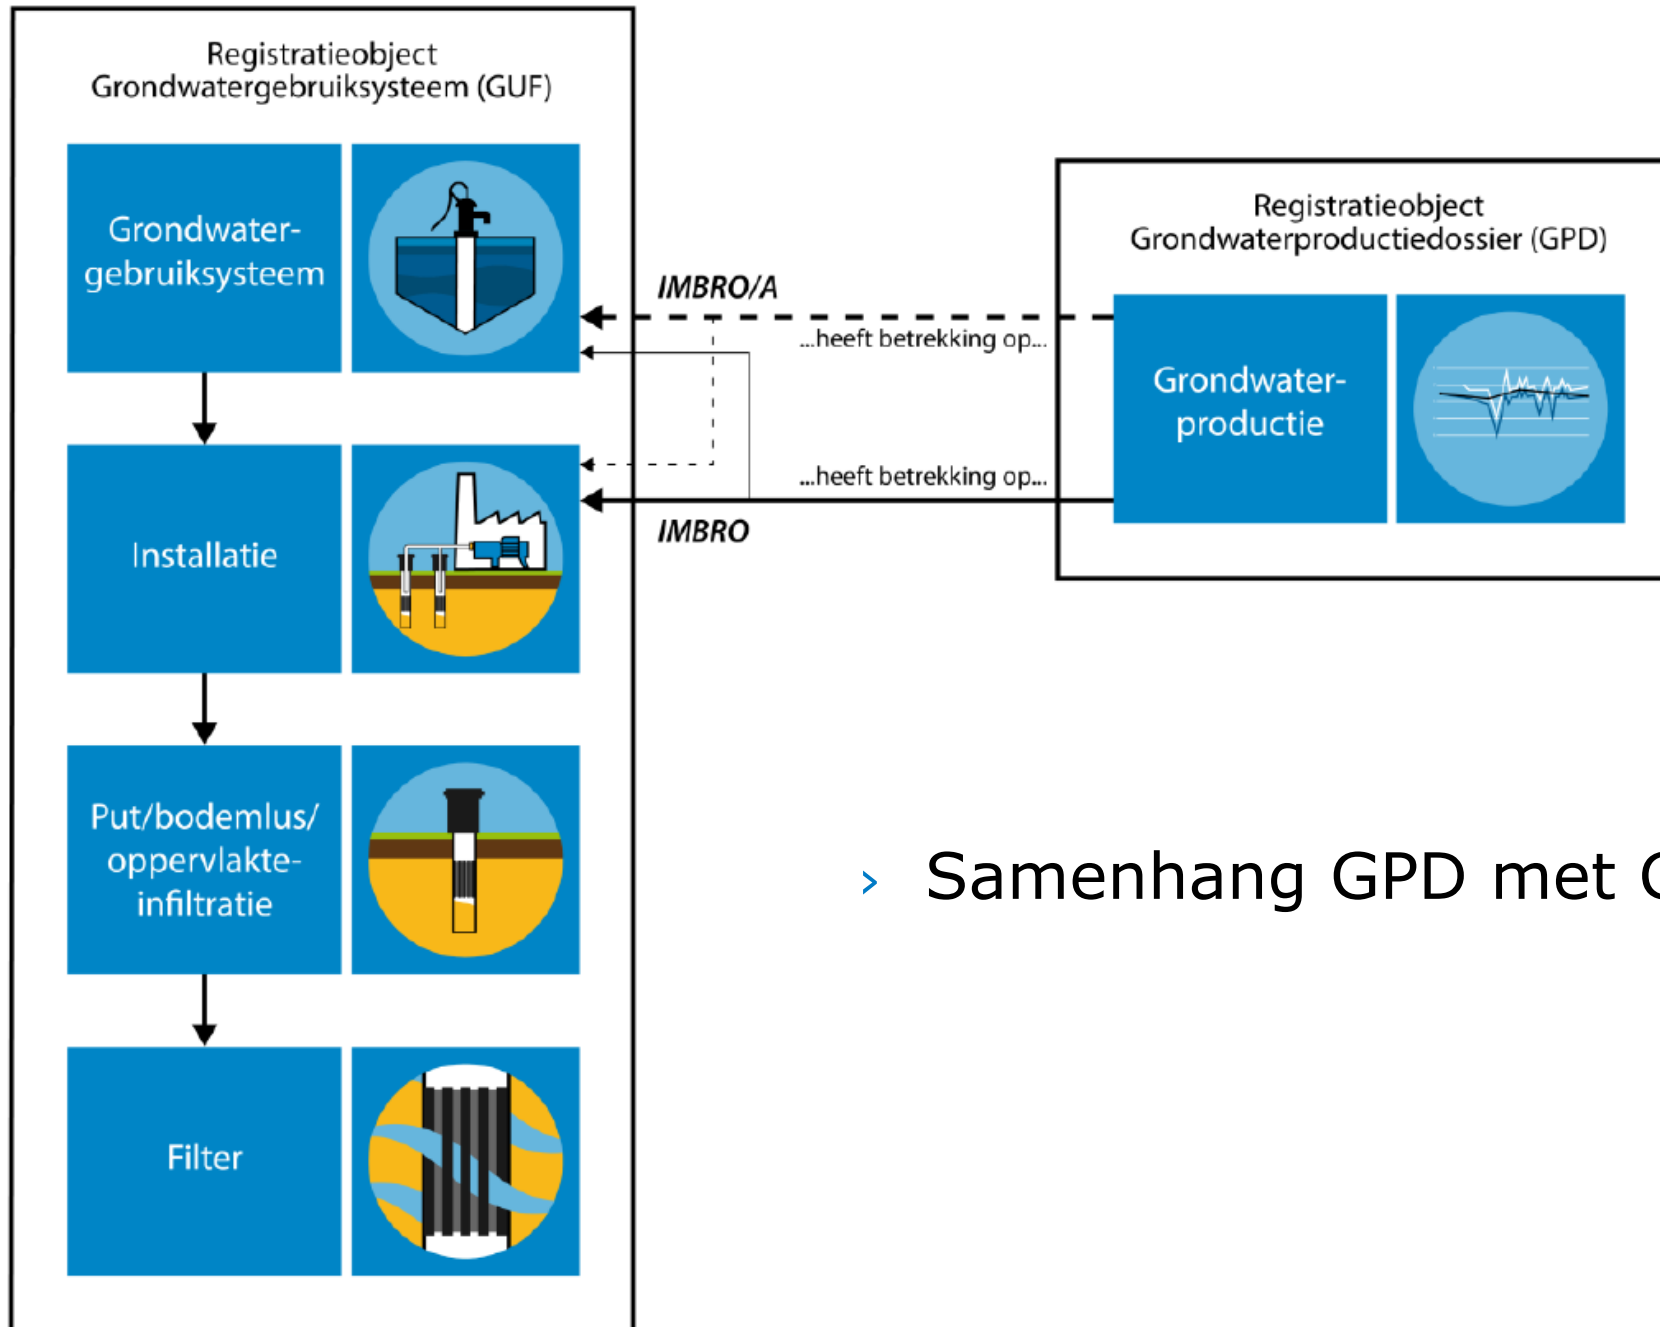 Registratieobject
Grondwatergebruiksysteem (GUF)
Grondwater-
gebruiksysteem
Installatie
Put/bodemlus/
oppervlakte-
infiltratie
Filter
IMBRO/A
...heeft betrekking op...
...heeft betrekking op...
IMBRO
Registratieobject
Grondwaterproductiedossier (GPD)
Grondwater-
productie
› Samenhang GPD met